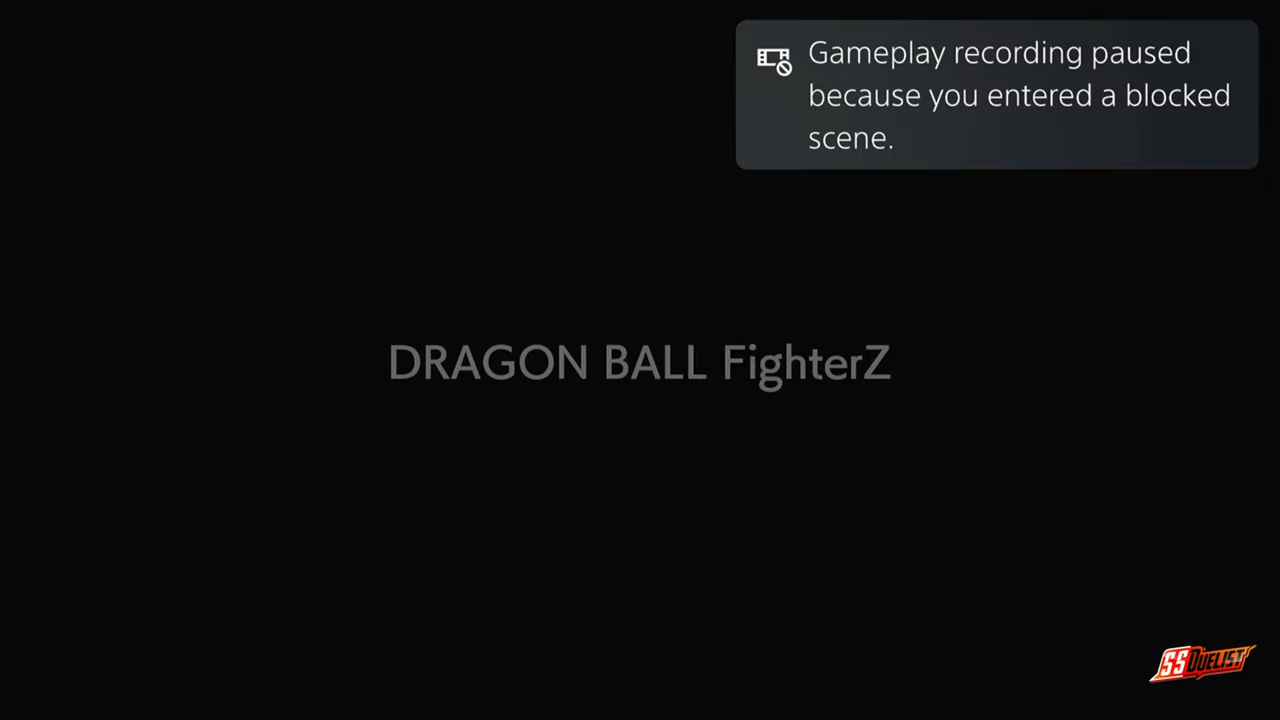 Gameplay recording paused
because you entered a blocked
scene.
DRAGON BALL FighterZ
SSDUELIST